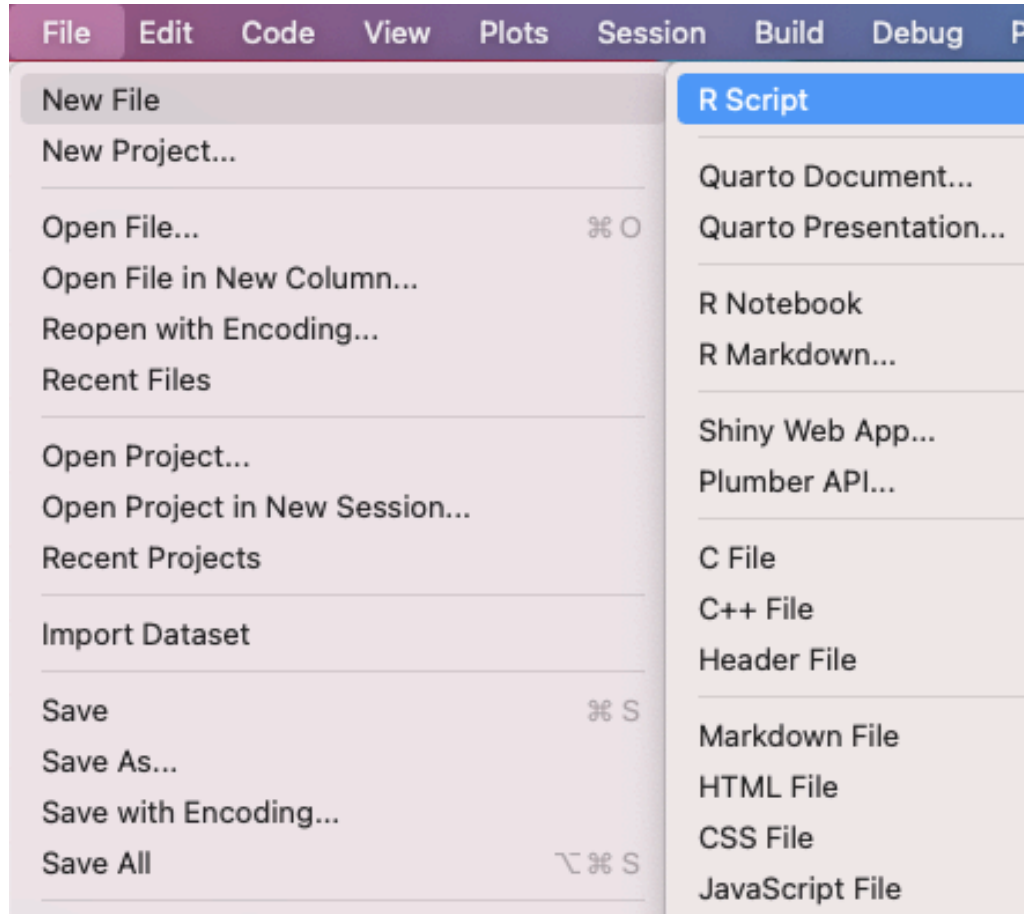 File Edit Code View Plots Session Build Debug P
New File
New Project...
Open File... ⌘ O
Open File in New Column...
Reopen with Encoding...
Recent Files
Open Project...
Open Project in New Session...
Recent Projects
Import Dataset
Save ⌘ S
Save As...
Save with Encoding...
Save All ⌥⌘ S
R Script
Quarto Document...
Quarto Presentation...
R Notebook
R Markdown...
Shiny Web App...
Plumber API...
C File
C++ File
Header File
Markdown File
HTML File
CSS File
JavaScript File